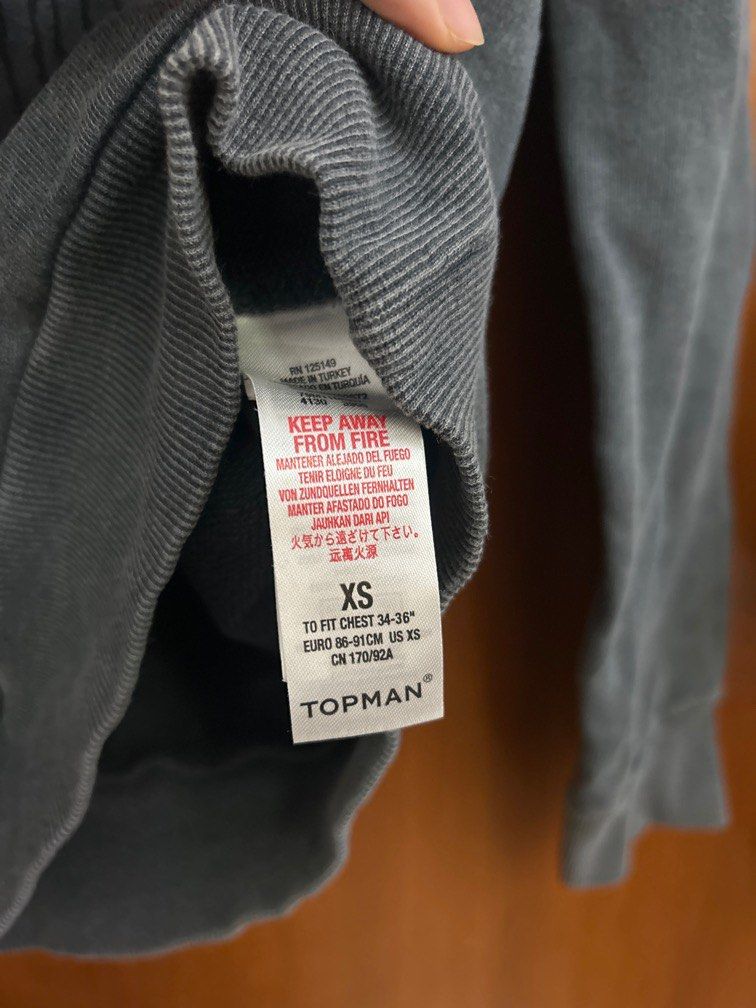 RN 125149
MADE IN TURKEY
EN TURQUÍA
4130
KEEP AWAY
FROM FIRE
MANTENER ALEJADO DEL FUEGO
TENIR ELOIGNE DU FEU
VON ZUNDQUELLEN FERNHALTEN
MANTER AFASTADO DO FOGO
JAUHKAN DARI API
火気から遠ざけて下さい。
远离火源
XS
TO FIT CHEST 34-36"
EURO 86-91CM US XS
CN 170/92A
TOPMAN®